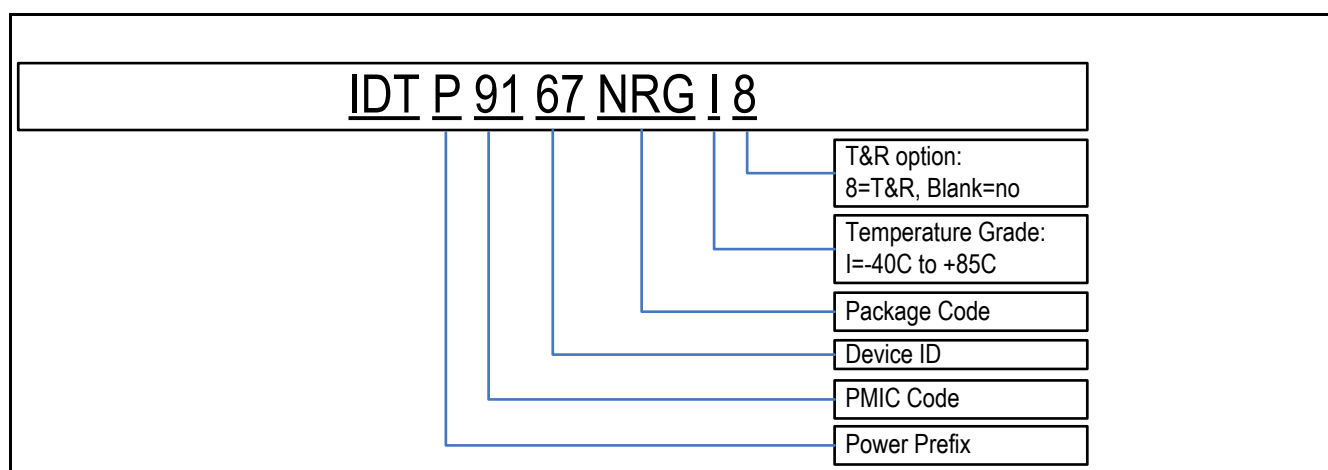 IDT P 91 67 NRG I 8
T&R option:
8=T&R, Blank=no
Temperature Grade:
I=-40C to +85C
Package Code
Device ID
PMIC Code
Power Prefix